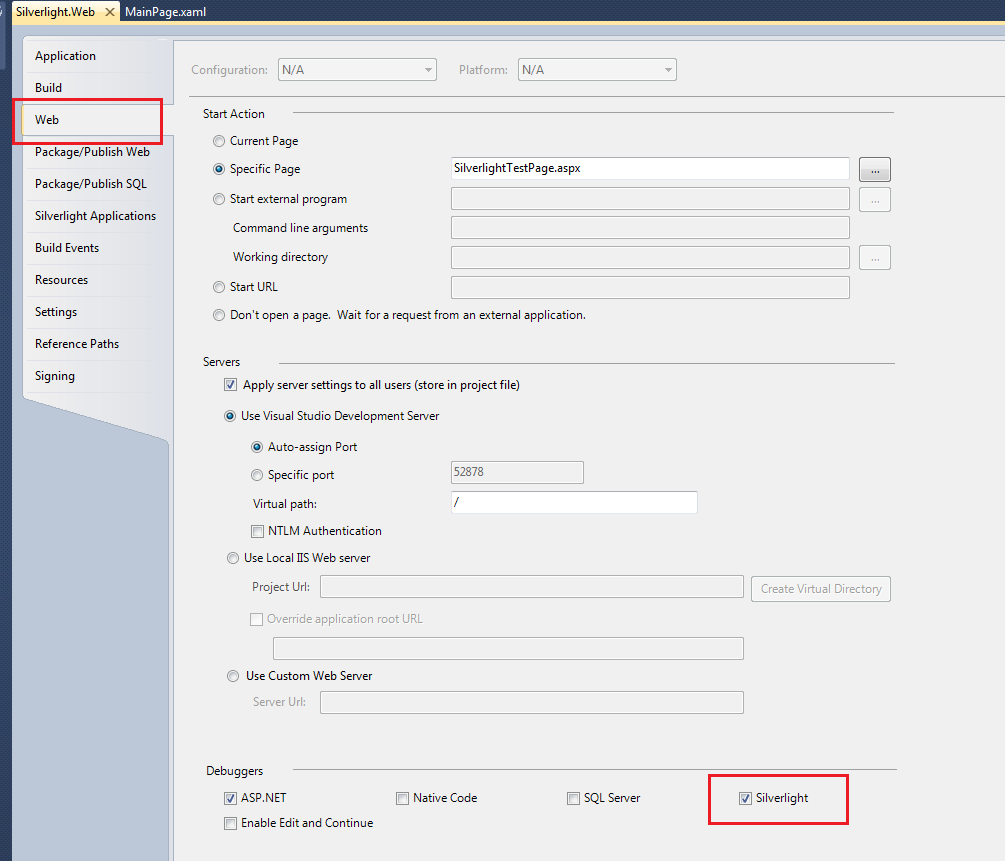 Silverlight.Web MainPage.xaml
Application
Build
Web
Package/Publish Web
Package/Publish SQL
Silverlight Applications
Build Events
Resources
Settings
Reference Paths
Signing
Configuration: N/A Platform: N/A
Start Action
Current Page
Specific Page SilverlightTestPage.aspx ...
Start external program ...
Command line arguments
Working directory ...
Start URL
Don't open a page. Wait for a request from an external application.
Servers
Apply server settings to all users (store in project file)
Use Visual Studio Development Server
Auto-assign Port
Specific port 52878
Virtual path: /
NTLM Authentication
Use Local IIS Web server
Project Url: Create Virtual Directory
Override application root URL
Use Custom Web Server
Server Url:
Debuggers
ASP.NET Native Code SQL Server Silverlight
Enable Edit and Continue